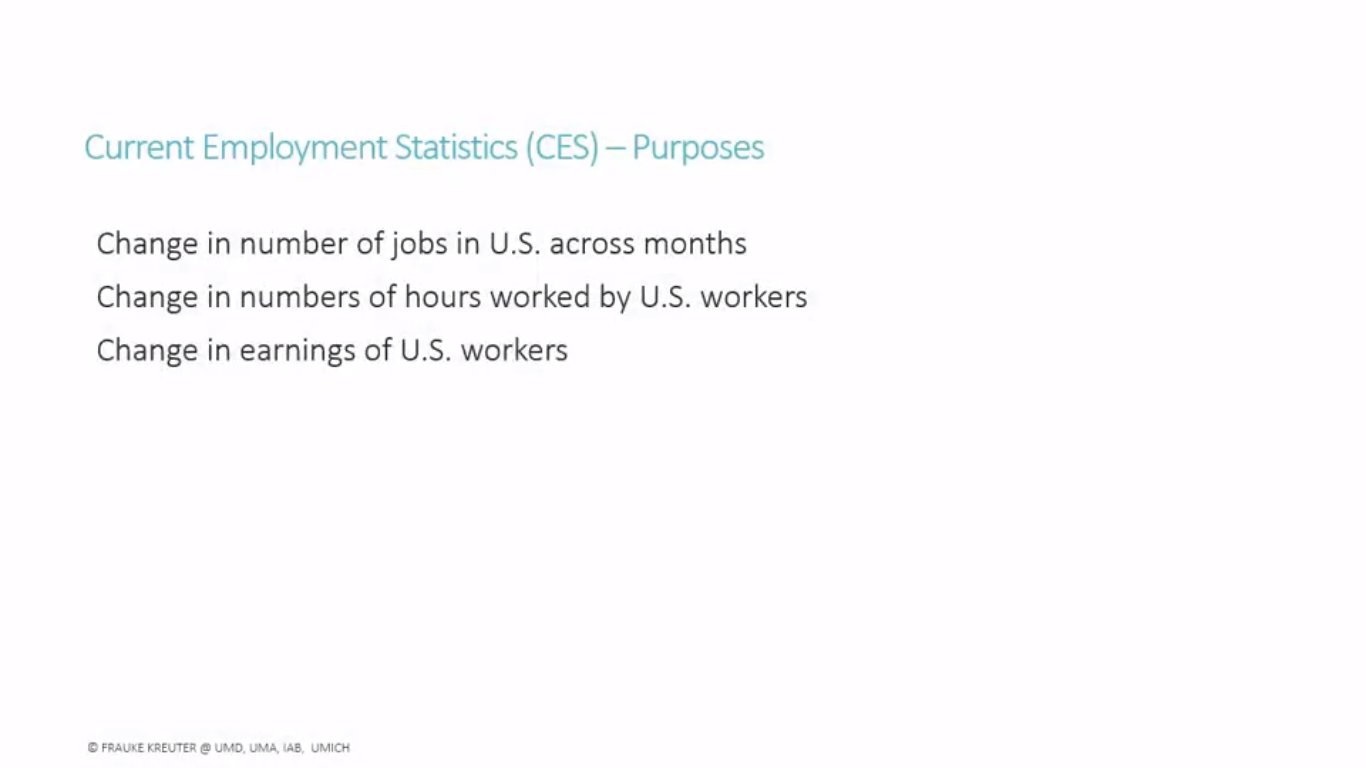 Current Employment Statistics (CES) – Purposes
Change in number of jobs in U.S. across months
Change in numbers of hours worked by U.S. workers
Change in earnings of U.S. workers
© FRAUKE KREUTER @ UMD, UMA, IAB, UMICH